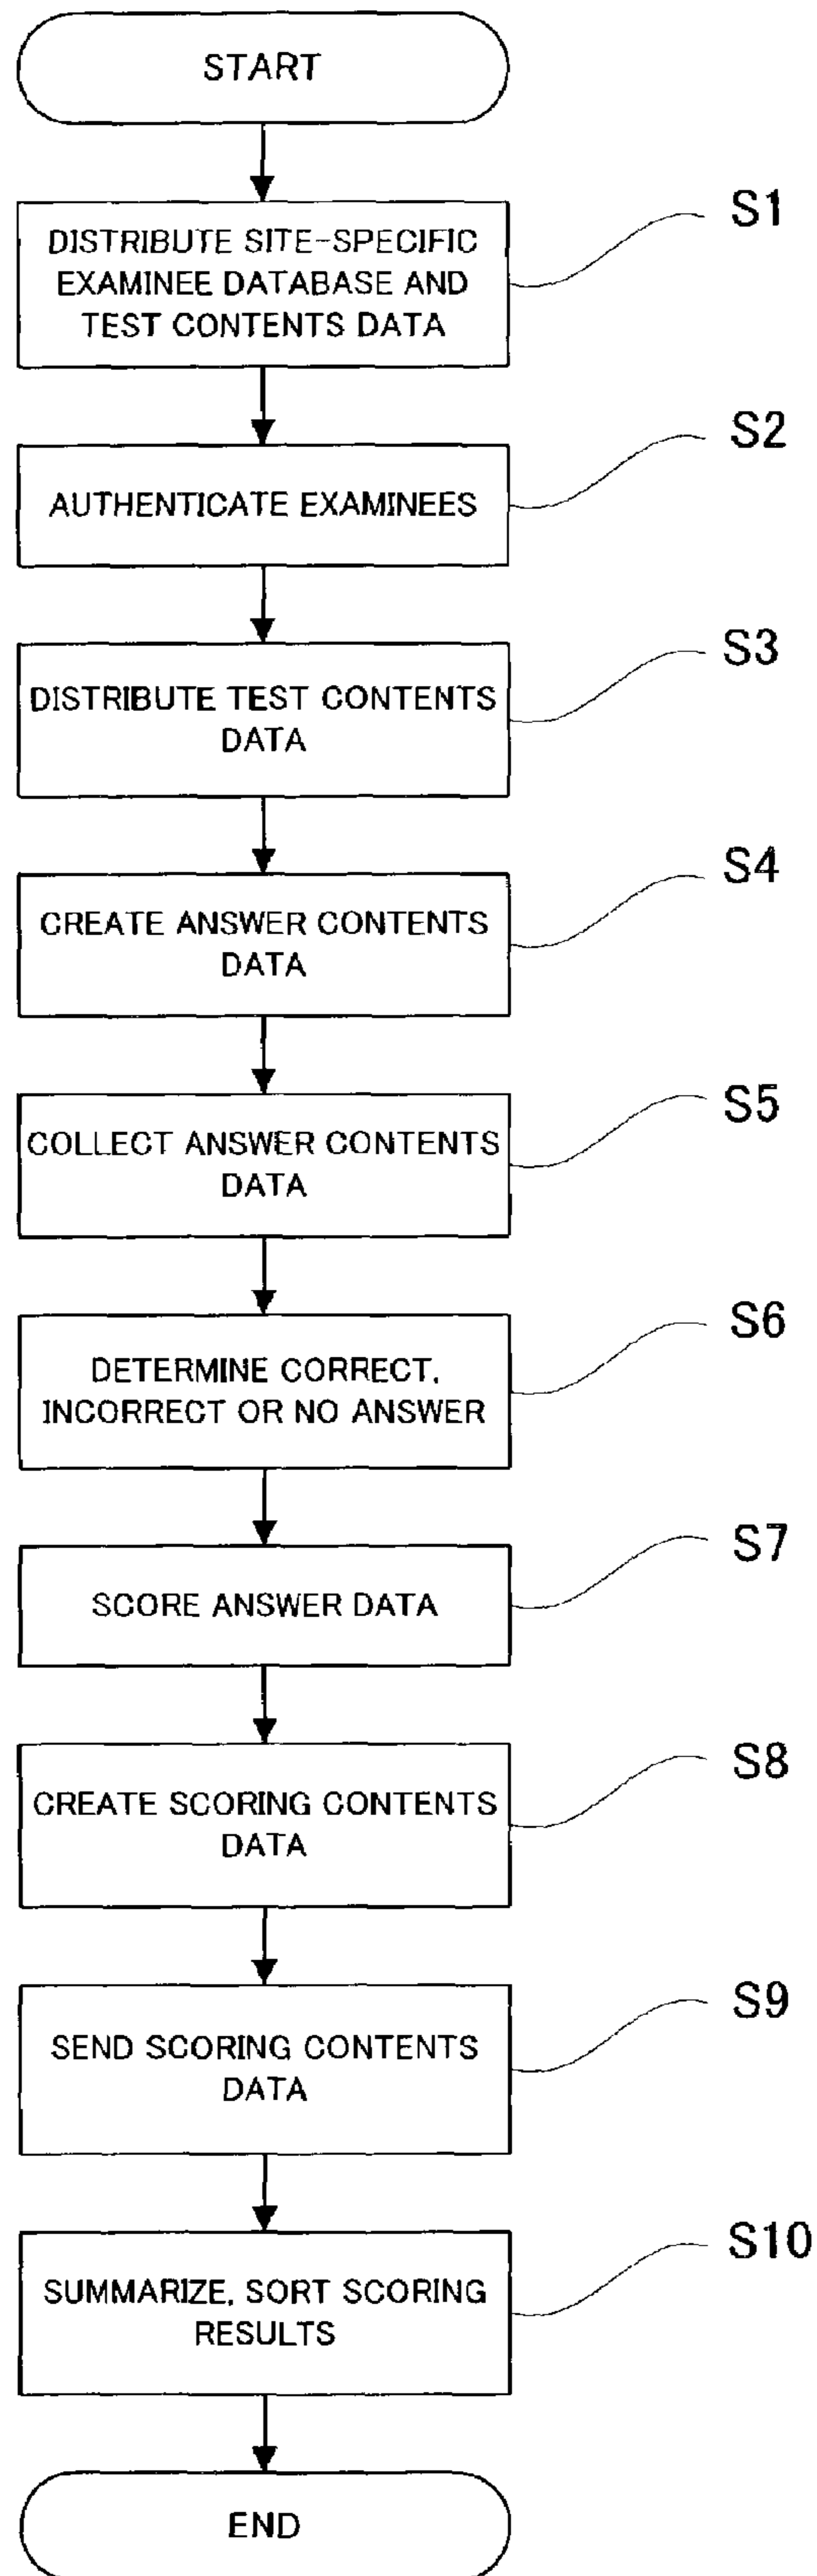 START
S1
DISTRIBUTE SITE-SPECIFIC
EXAMINEE DATABASE AND
TEST CONTENTS DATA
S2
AUTHENTICATE EXAMINEES
S3
DISTRIBUTE TEST CONTENTS
DATA
S4
CREATE ANSWER CONTENTS
DATA
S5
COLLECT ANSWER CONTENTS
DATA
S6
DETERMINE CORRECT,
INCORRECT OR NO ANSWER
S7
SCORE ANSWER DATA
S8
CREATE SCORING CONTENTS
DATA
S9
SEND SCORING CONTENTS
DATA
S10
SUMMARIZE, SORT SCORING
RESULTS
END